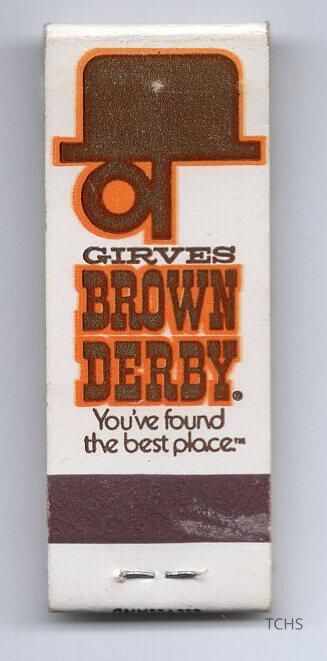 GIRVES
BROWN
DERBY®
You've found
the best place.™
TCHS